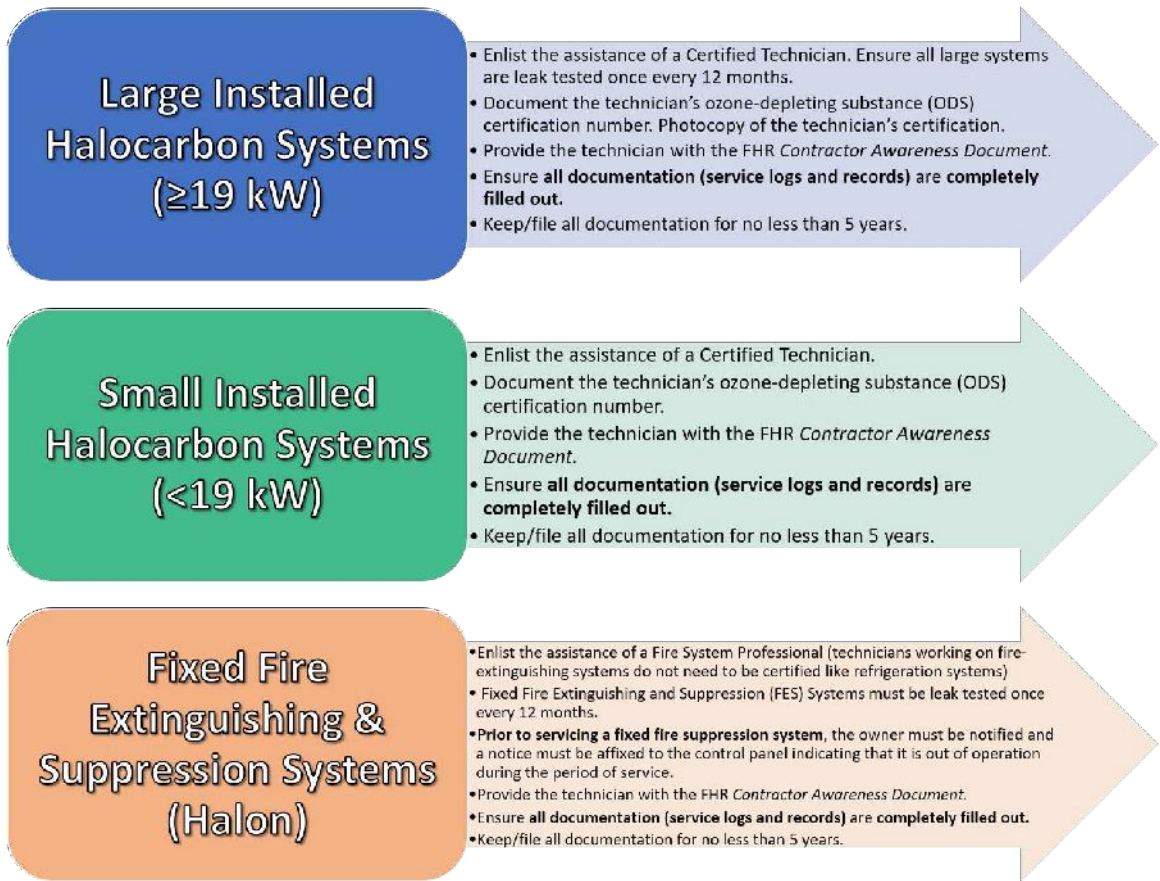 Large Installed
Halocarbon Systems
(≥19 kW)
• Enlist the assistance of a Certified Technician. Ensure all large systems
are leak tested once every 12 months.
• Document the technician's ozone-depleting substance (ODS)
certification number. Photocopy of the technician's certification.
• Provide the technician with the FHR Contractor Awareness Document.
• Ensure all documentation (service logs and records) are completely
filled out.
• Keep/file all documentation for no less than 5 years.
Small Installed
Halocarbon Systems
(<19 kW)
• Enlist the assistance of a Certified Technician.
• Document the technician's ozone-depleting substance (ODS)
certification number.
• Provide the technician with the FHR Contractor Awareness
Document.
• Ensure all documentation (service logs and records) are
completely filled out.
• Keep/file all documentation for no less than 5 years.
Fixed Fire
Extinguishing &
Suppression Systems
(Halon)
•Enlist the assistance of a Fire System Professional (technicians working on fire-
extinguishing systems do not need to be certified like refrigeration systems)
• Fixed Fire Extinguishing and Suppression (FES) Systems must be leak tested once
every 12 months.
•Prior to servicing a fixed fire suppression system, the owner must be notified and
a notice must be affixed to the control panel indicating that it is out of operation
during the period of service.
•Provide the technician with the FHR Contractor Awareness Document.
•Ensure all documentation (service logs and records) are completely filled out.
•Keep/file all documentation for no less than 5 years.